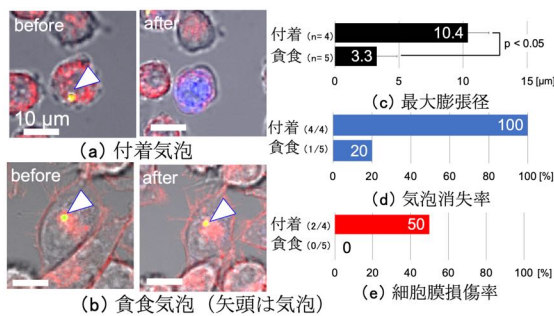 before
after
10 μm
(a) 付着気泡
before
after
(b) 貪食気泡 (矢頭は気泡)
付着 (n=4)
10.4
貪食 (n=5)
3.3
p < 0.05
0 5 10 15 [μm]
(c) 最大膨張径
付着 (4/4)
100
貪食 (1/5)
20
0 20 40 60 80 100 [%]
(d) 気泡消失率
付着 (2/4)
50
貪食 (0/5)
0
0 20 40 60 80 100 [%]
(e) 細胞膜損傷率